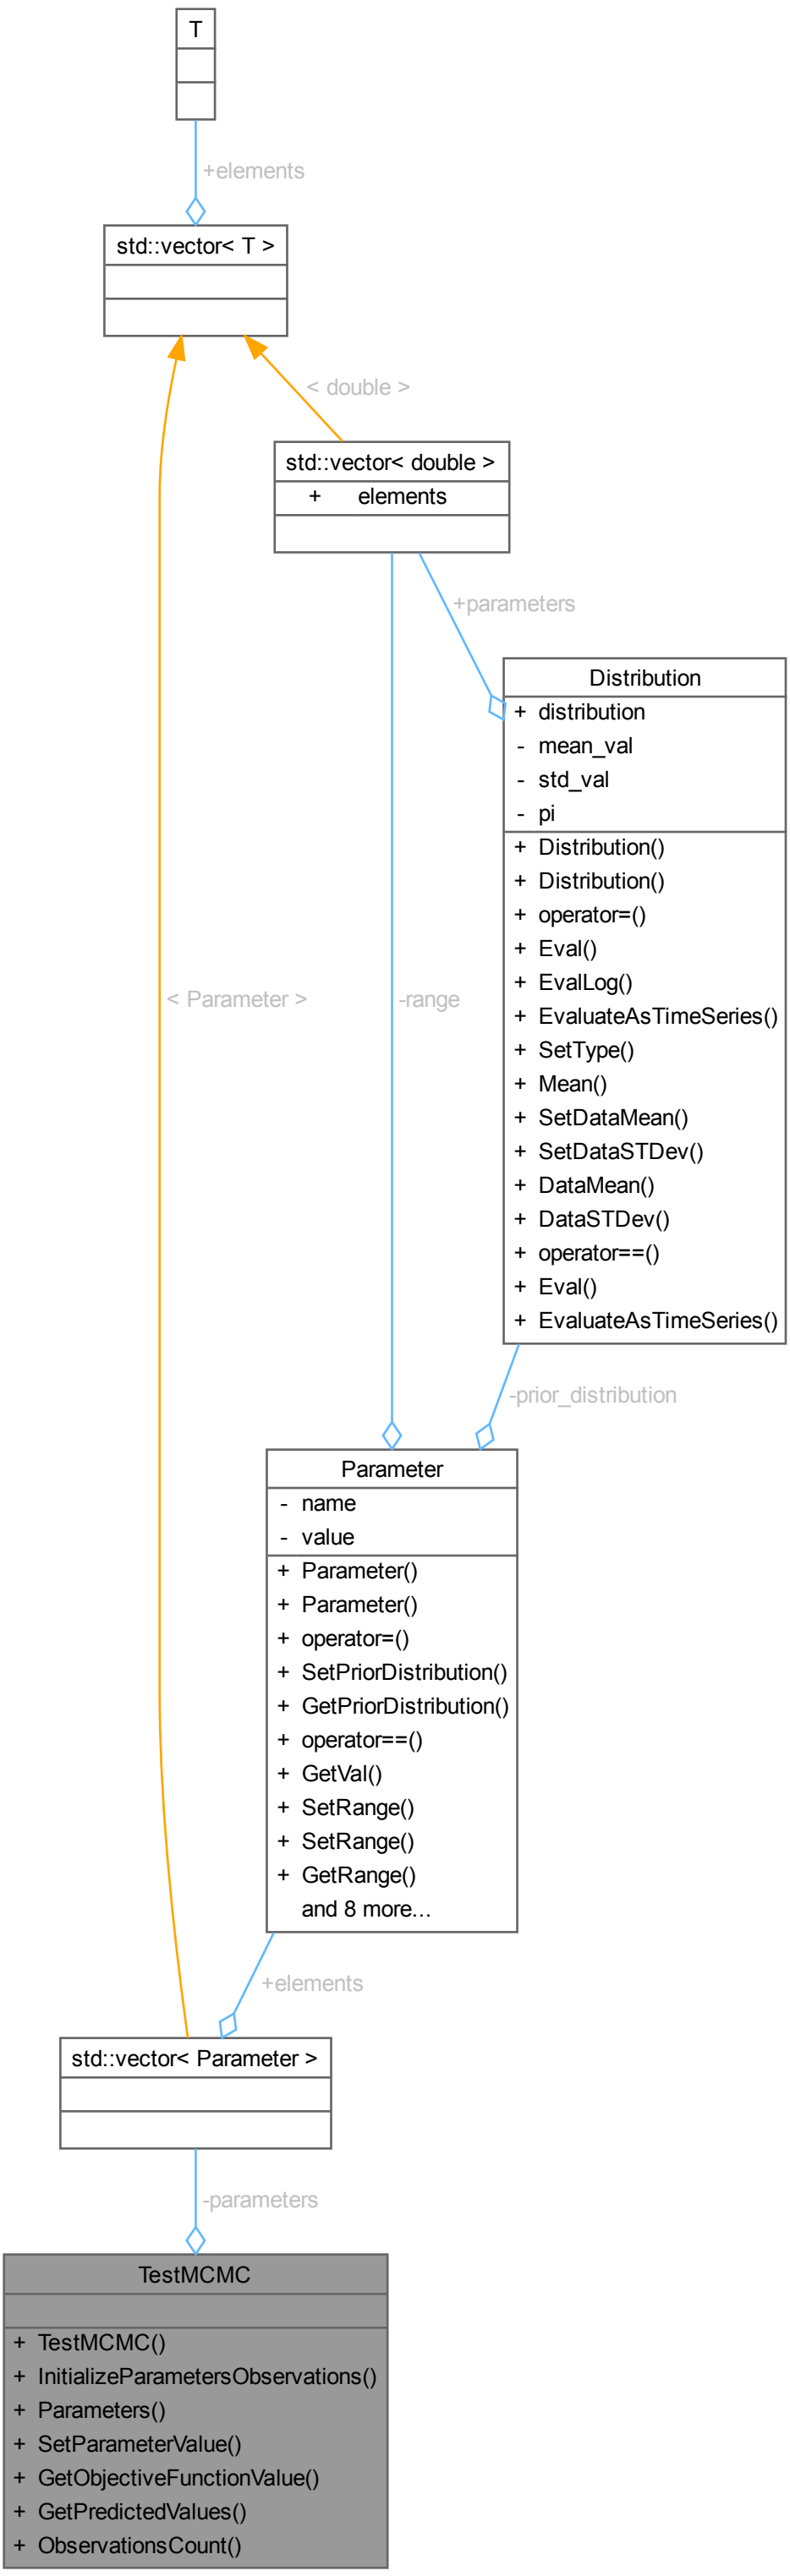 T
+elements
std::vector< T >
< double >
std::vector< double >
+ elements
+parameters
Distribution
+ distribution
- mean_val
- std_val
- pi
+ Distribution()
+ Distribution()
+ operator=()
+ Eval()
+ EvalLog()
+ EvaluateAsTimeSeries()
+ SetType()
+ Mean()
+ SetDataMean()
+ SetDataSTDev()
+ DataMean()
+ DataSTDev()
+ operator==()
+ Eval()
+ EvaluateAsTimeSeries()
< Parameter >
-range
-prior_distribution
Parameter
- name
- value
+ Parameter()
+ Parameter()
+ operator=()
+ SetPriorDistribution()
+ GetPriorDistribution()
+ operator==()
+ GetVal()
+ SetRange()
+ SetRange()
+ GetRange()
and 8 more...
+elements
std::vector< Parameter >
-parameters
TestMCMC
+ TestMCMC()
+ InitializeParametersObservations()
+ Parameters()
+ SetParameterValue()
+ GetObjectiveFunctionValue()
+ GetPredictedValues()
+ ObservationsCount()